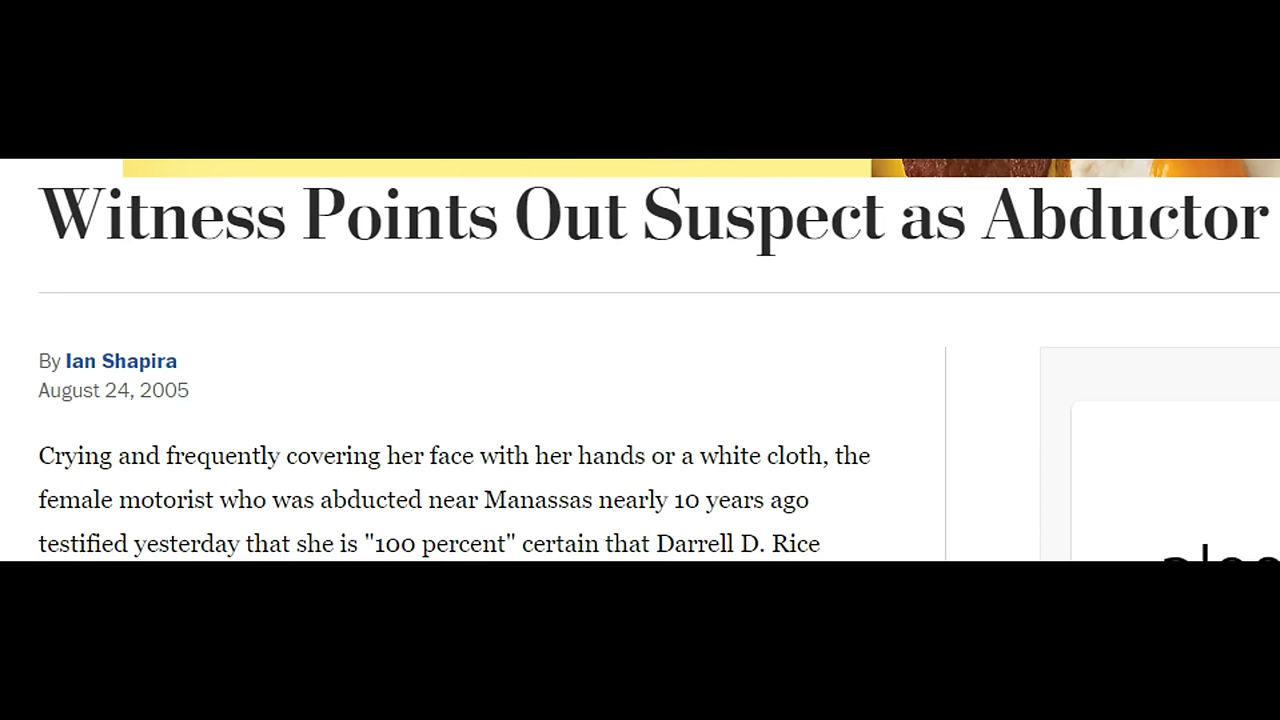 Witness Points Out Suspect as Abductor
By Ian Shapira
August 24, 2005
Crying and frequently covering her face with her hands or a white cloth, the
female motorist who was abducted near Manassas nearly 10 years ago
testified yesterday that she is "100 percent" certain that Darrell D. Rice